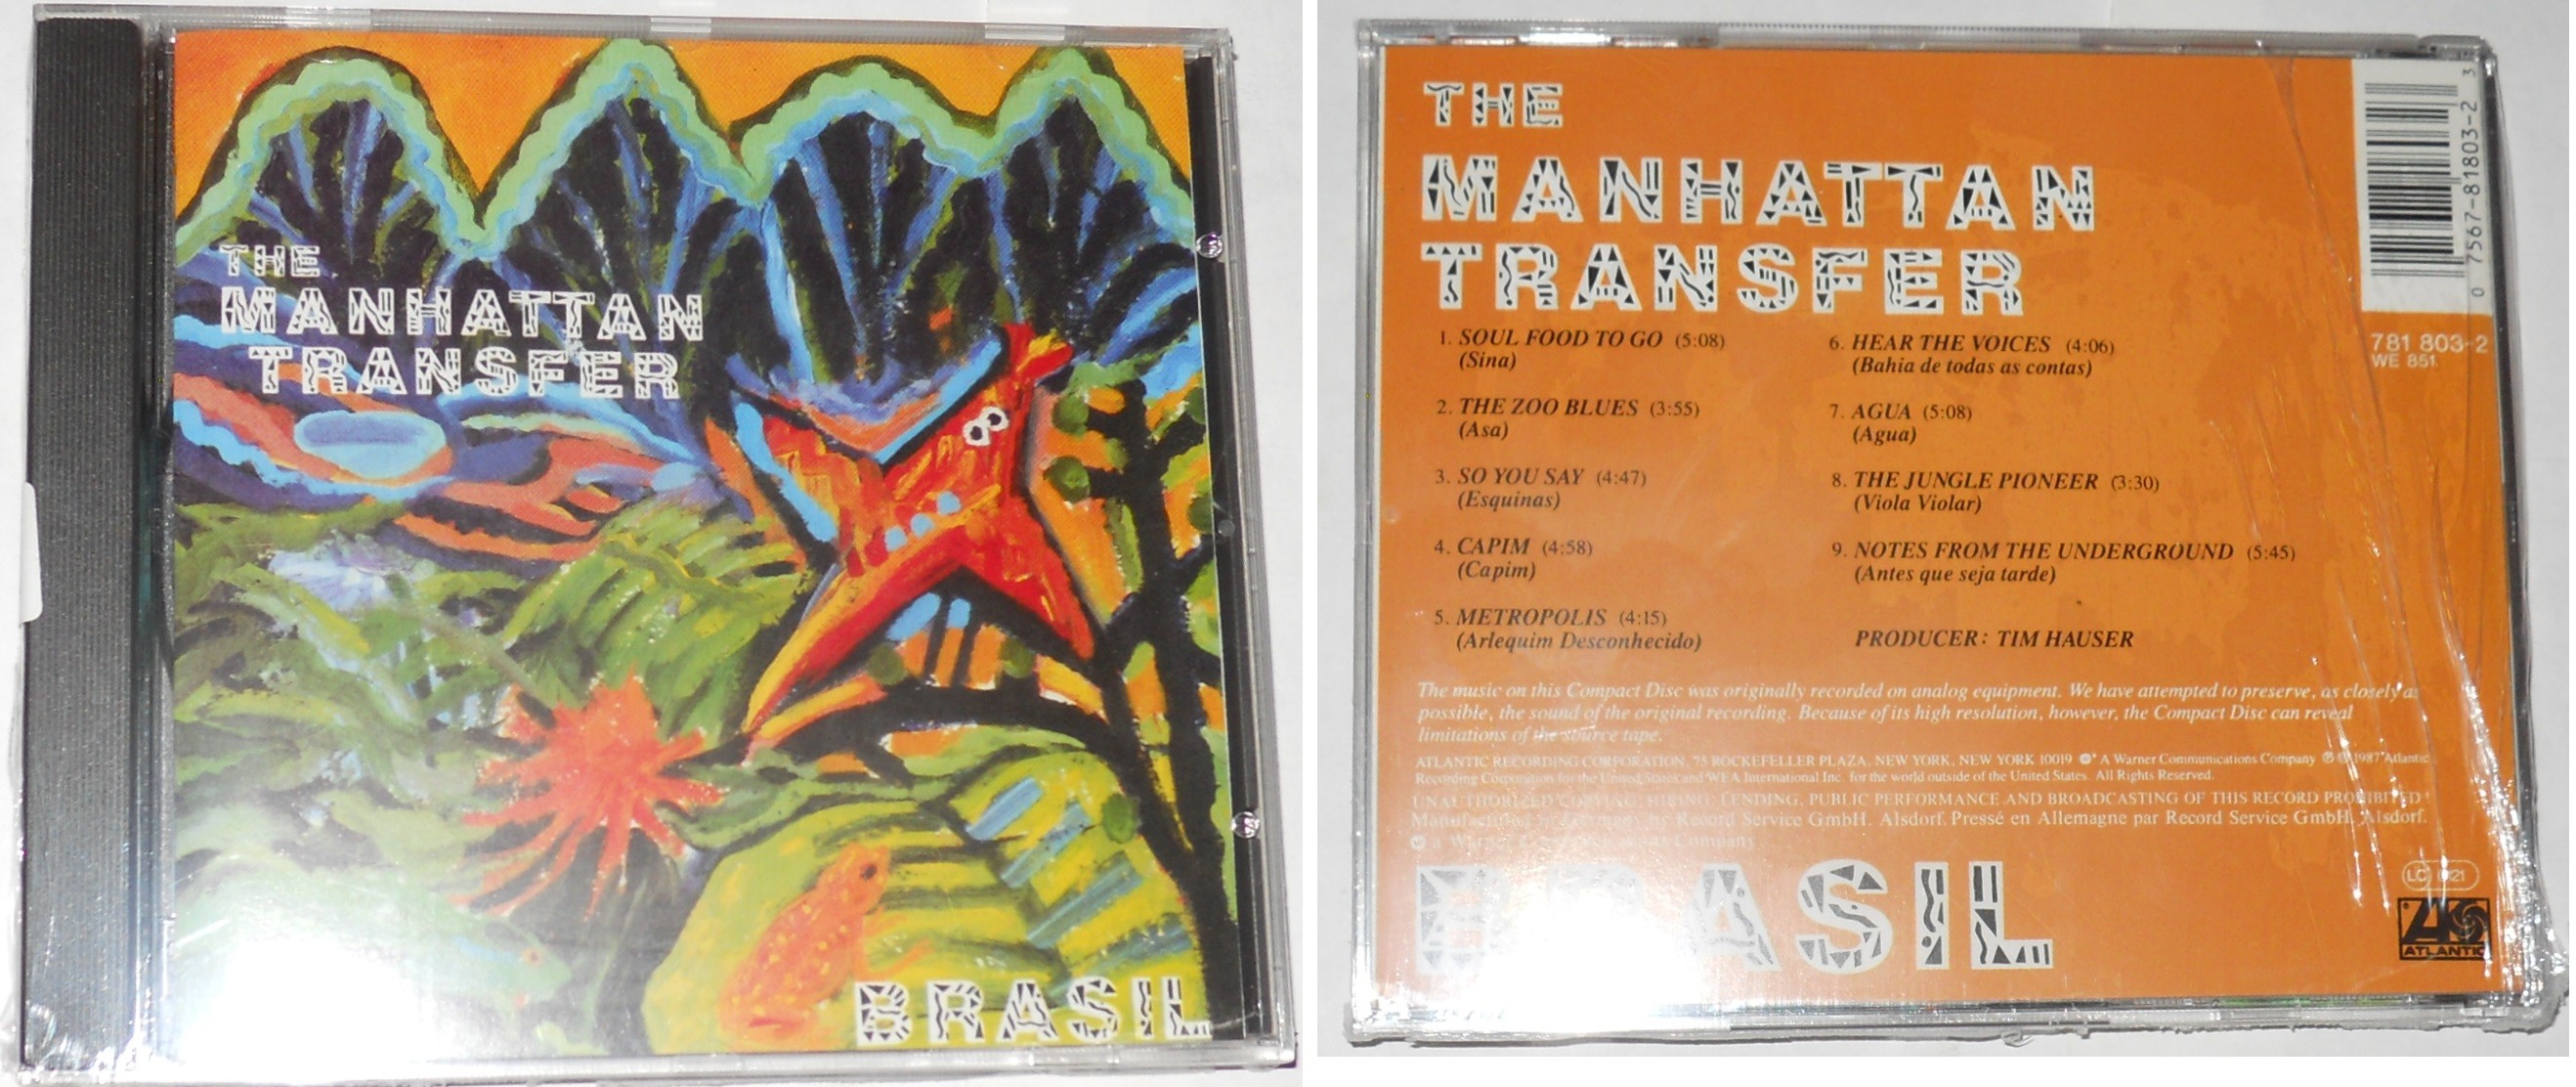 THE
MANHATTAN
TRANSFER
BRASIL
THE
MANHATTAN
TRANSFER
1. SOUL FOOD TO GO (5:08)
(Sina)
2. THE ZOO BLUES (3:55)
(Asa)
3. SO YOU SAY (4:47)
(Esquinas)
4. CAPIM (4:58)
(Capim)
5. METROPOLIS (4:15)
(Arlequim Desconhecido)
6. HEAR THE VOICES (4:06)
(Bahia de todas as contas)
7. AGUA (5:08)
(Agua)
8. THE JUNGLE PIONEER (3:30)
(Viola Violar)
9. NOTES FROM THE UNDERGROUND (5:45)
(Antes que seja tarde)
PRODUCER: TIM HAUSER
The music on this Compact Disc was originally recorded on analog equipment. We have attempted to preserve, as closely as
possible, the sound of the original recording. Because of its high resolution, however, the Compact Disc can reveal
limitations of the source tape.
ATLANTIC RECORDING CORPORATION, 75 ROCKEFELLER PLAZA, NEW YORK, NEW YORK 10019 A Warner Communications Company ℗ © 1987 Atlantic
Recording Corporation for the United States and WEA International Inc. for the world outside of the United States. All Rights Reserved.
UNAUTHORIZED COPYING, HIRING, LENDING, PUBLIC PERFORMANCE AND BROADCASTING OF THIS RECORD PROHIBITED
Manufactured in Germany by Record Service GmbH. Alsdorf. Pressé en Allemagne par Record Service GmbH. Alsdorf.
a Warner Communications Company
BRASIL
0 7567-81803-2 3
781 803-2
WE 851
LC 0121
ATLANTIC